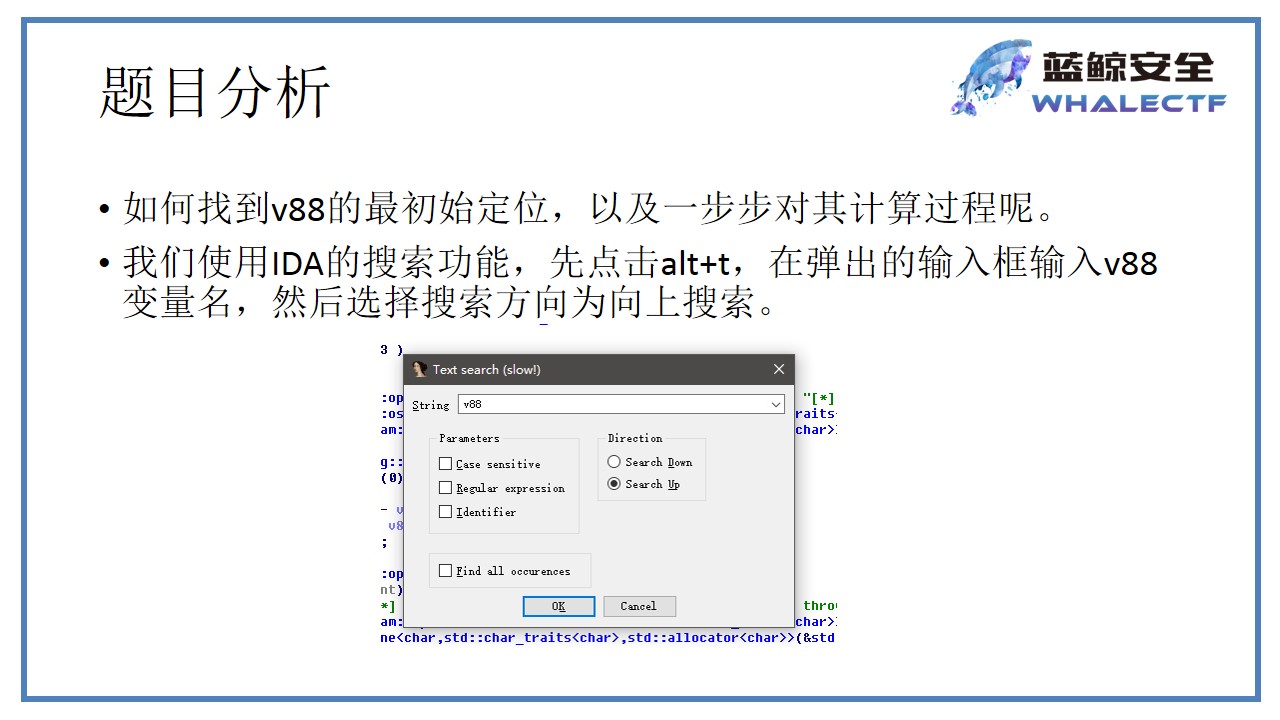 题目分析
蓝鲸安全
WHALECTF
• 如何找到v88的最初始定位，以及一步步对其计算过程呢。
• 我们使用IDA的搜索功能，先点击alt+t，在弹出的输入框输入v88
变量名，然后选择搜索方向为向上搜索。
3 )
Text search (slow!)
:op
"[*]
String
v88
:os
raits
am:
char>
Parameters
Direction
g::
Case sensitive
Search Down
(0)
Regular expression
Search Up
- v
Identifier
v8
;
:op
Find all occurences
nt)
*]
OK
Cancel
thro
am:
char>
ne<char,std::char_traits<char>,std::allocator<char>>(&std